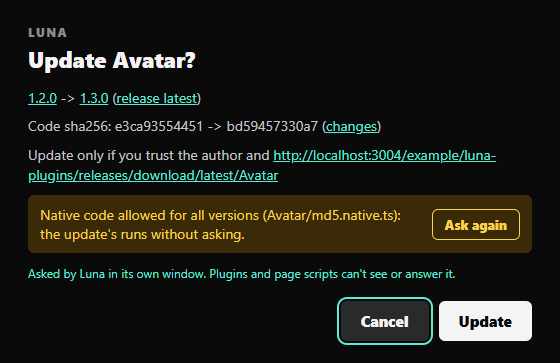 LUNA
Update Avatar?
1.2.0 -> 1.3.0 (release latest)
Code sha256: e3ca93554451 -> bd59457330a7 (changes)
Update only if you trust the author and http://localhost:3004/example/luna-
plugins/releases/download/latest/Avatar
Native code allowed for all versions (Avatar/md5.native.ts):
the update's runs without asking.
Ask again
Asked by Luna in its own window. Plugins and page scripts can't see or answer it.
Cancel
Update